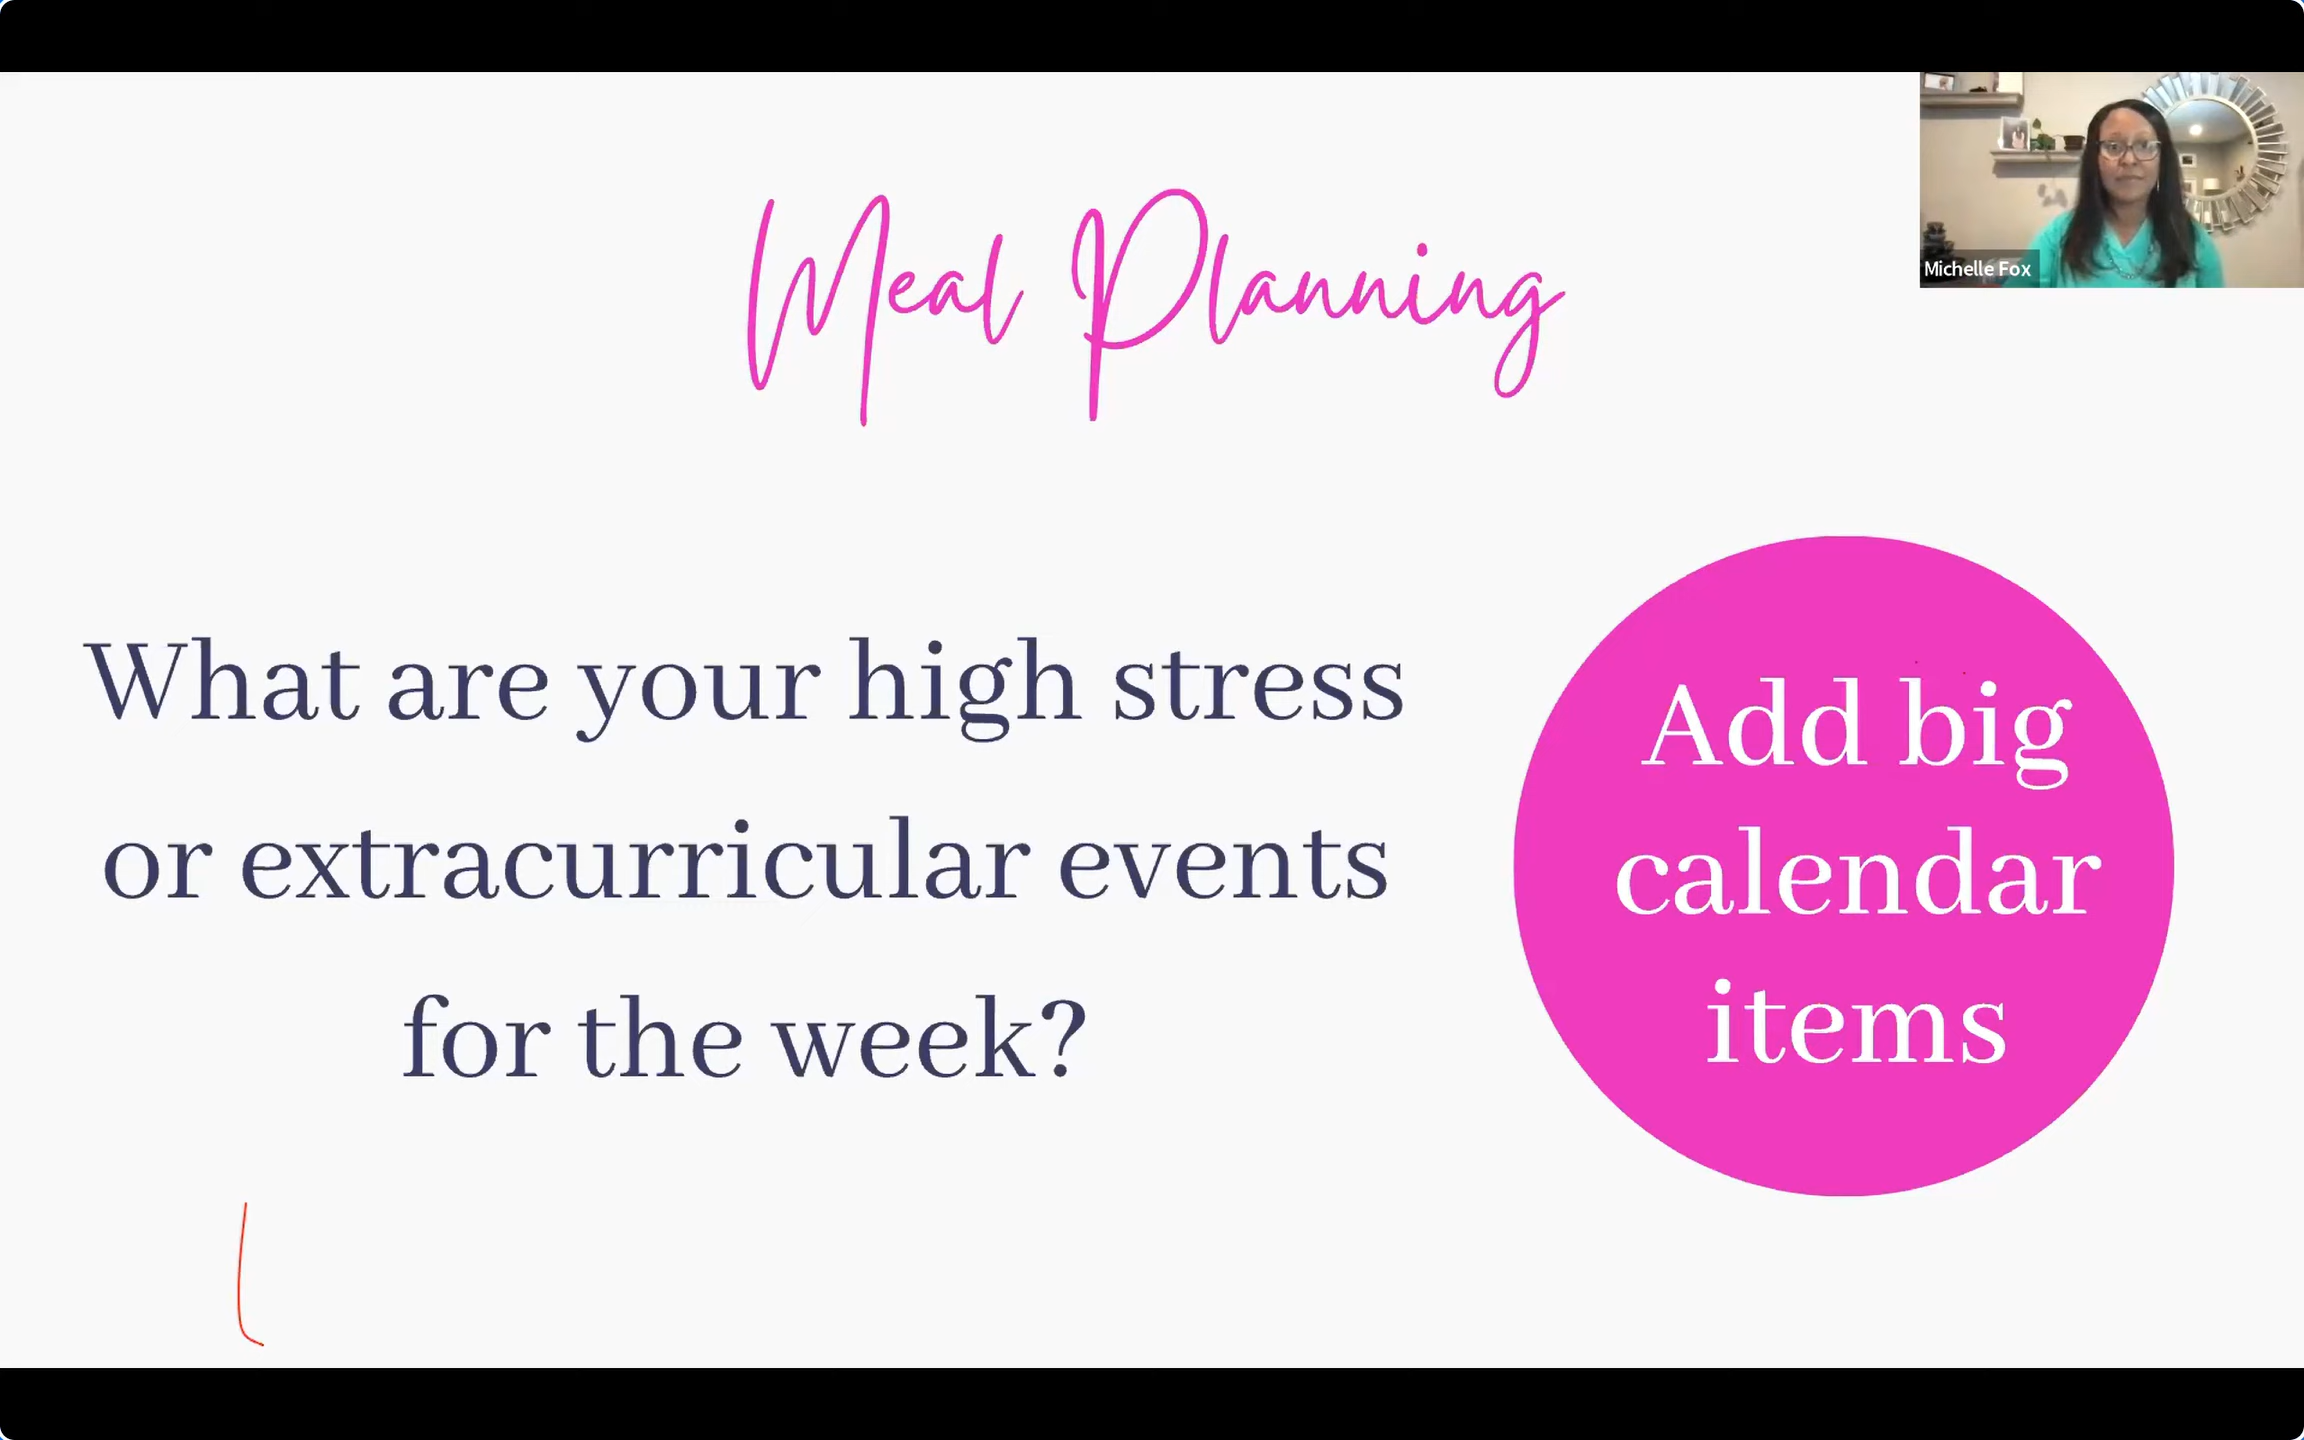 Meal Planning
Michelle Fox
What are your high stress
or extracurricular events
for the week?
Add big
calendar
items